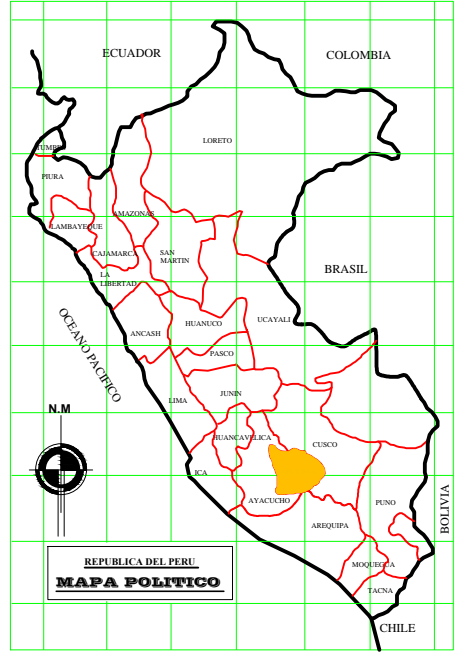 ECUADOR
COLOMBIA
LORETO
TUMBES
PIURA
AMAZONAS
LAMBAYEQUE
CAJAMARCA
SAN
MARTIN
BRASIL
LA
LIBERTAD
OCEANO PACIFICO
ANCASH
HUANUCO
UCAYALI
PASCO
LIMA
JUNIN
N.M
HUANCAVELICA
CUSCO
ICA
AYACUCHO
PUNO
BOLIVIA
AREQUIPA
REPUBLICA DEL PERU
MAPA POLITICO
MOQUEGUA
TACNA
CHILE